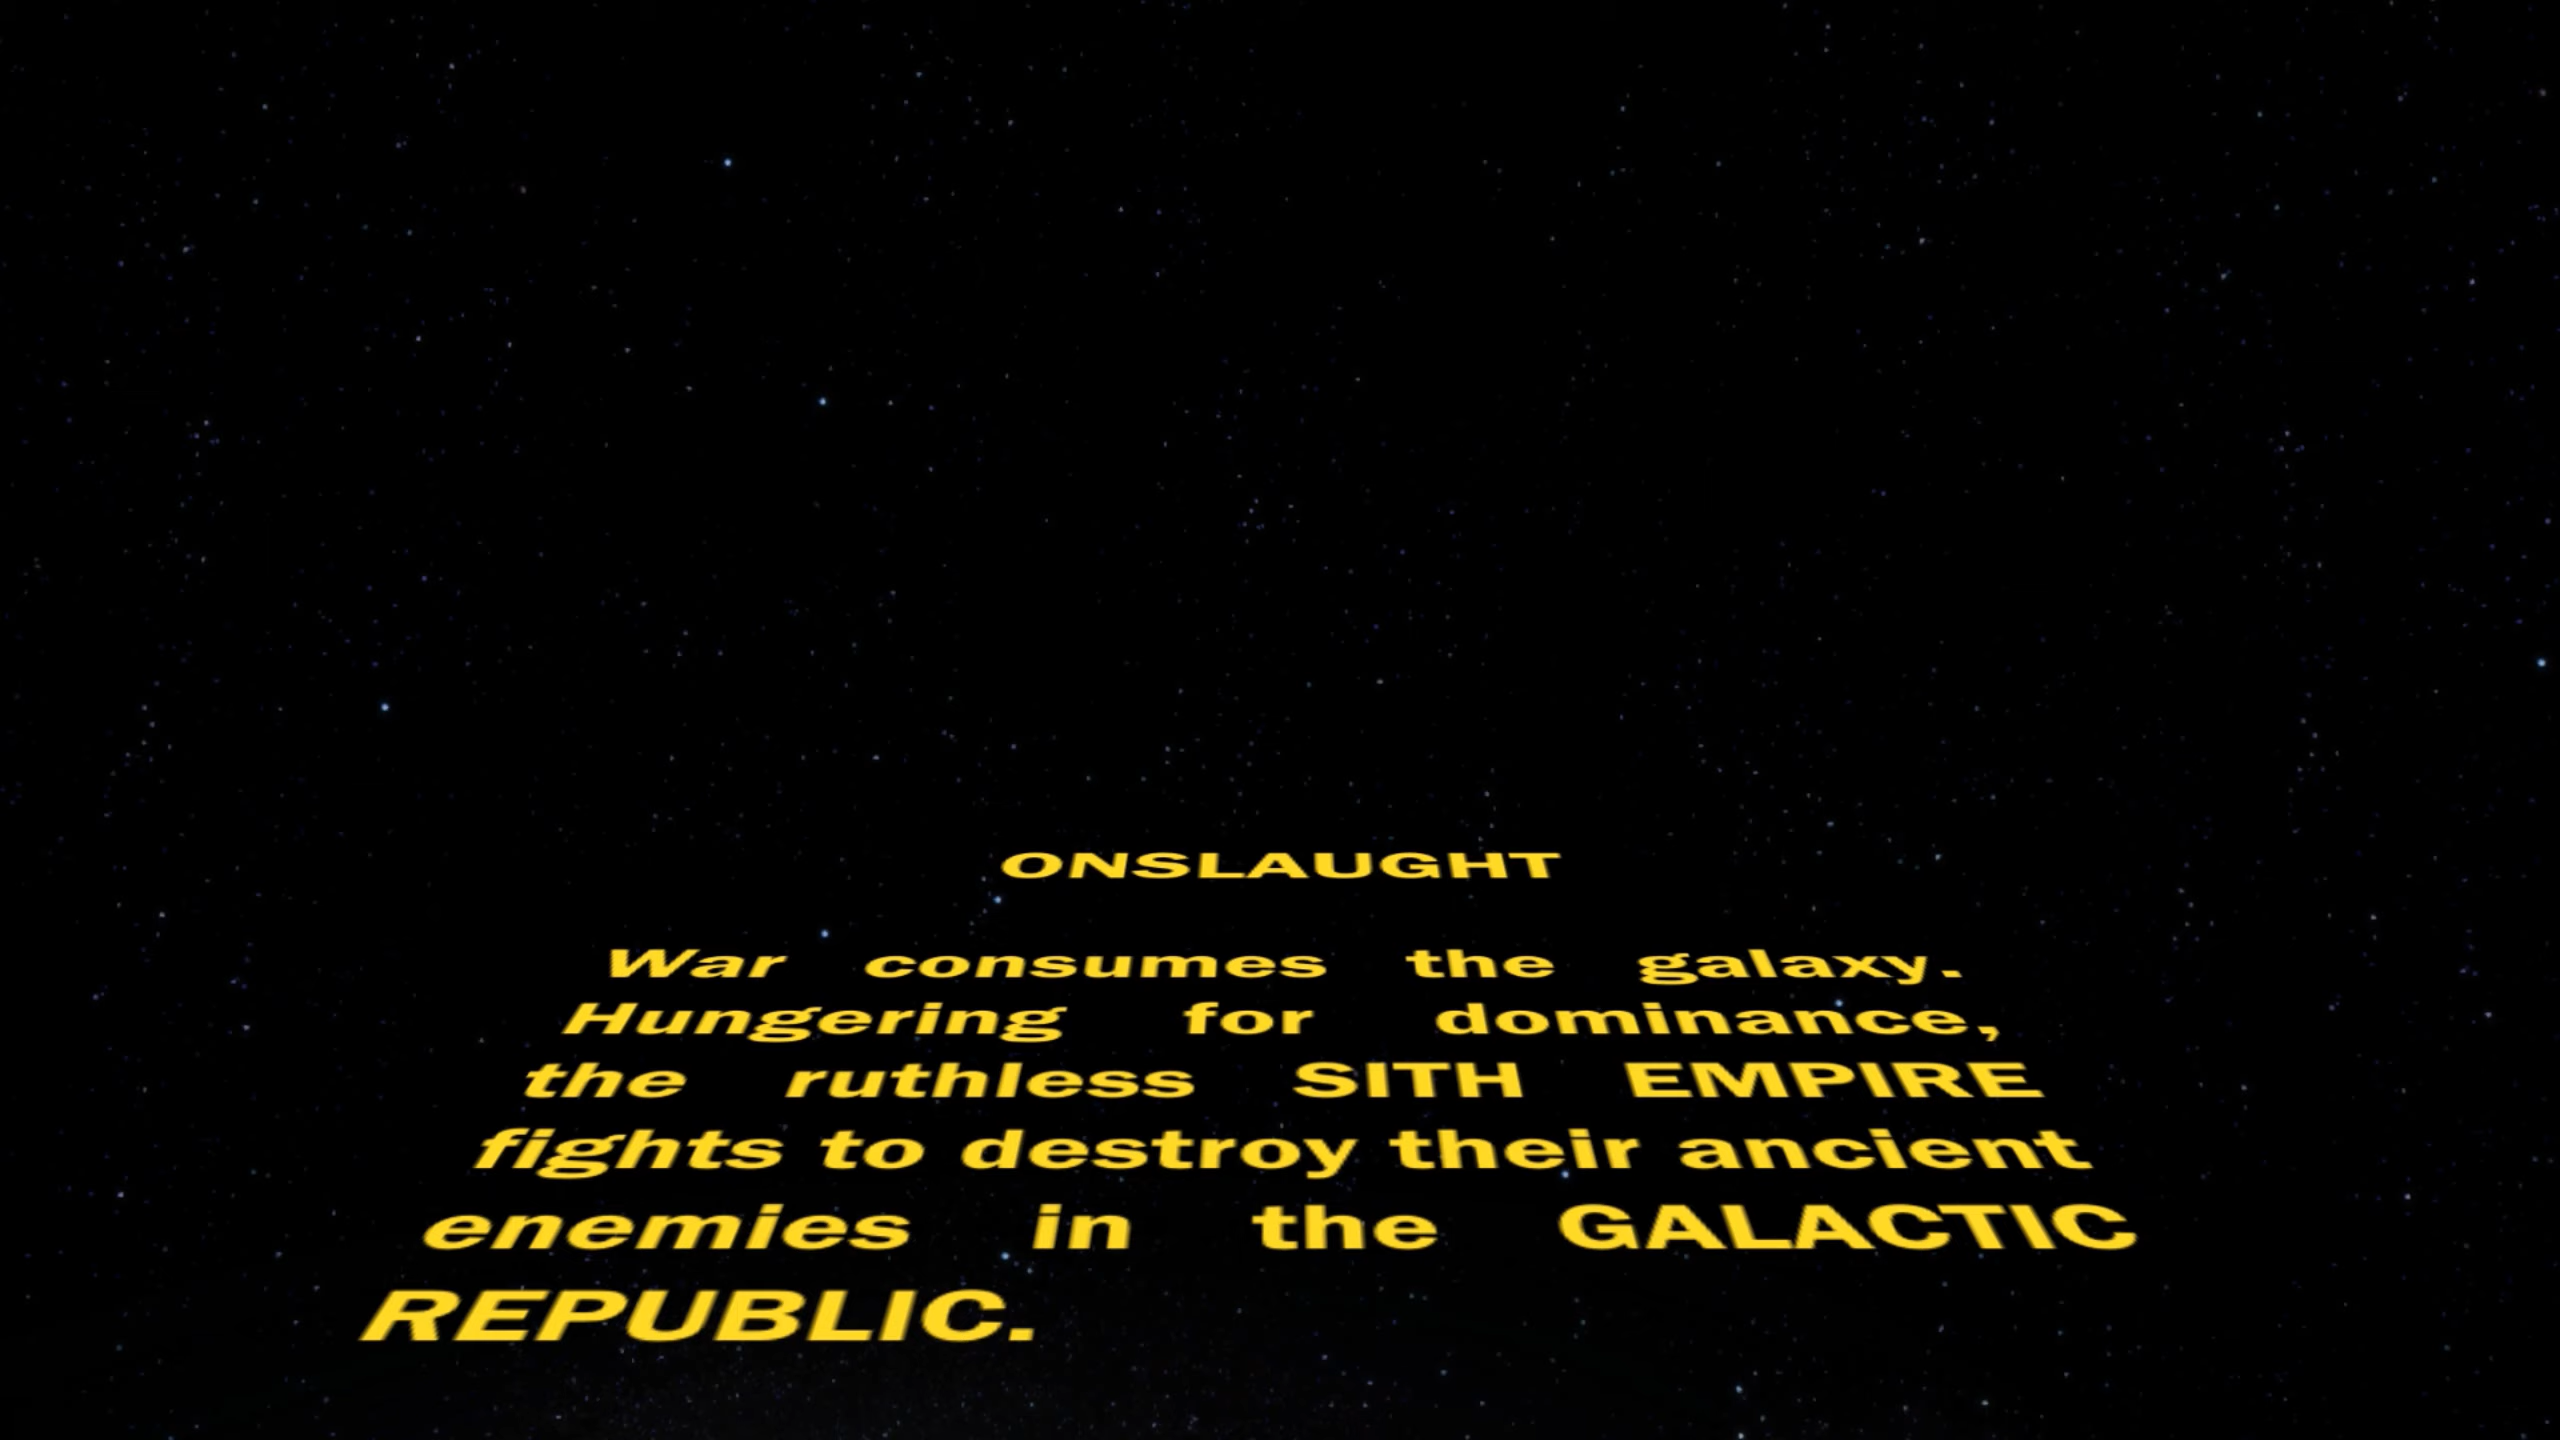 ONSLAUGHT
War consumes the galaxy.
Hungering for dominance,
the ruthless SITH EMPIRE
fights to destroy their ancient
enemies in the GALACTIC
REPUBLIC.